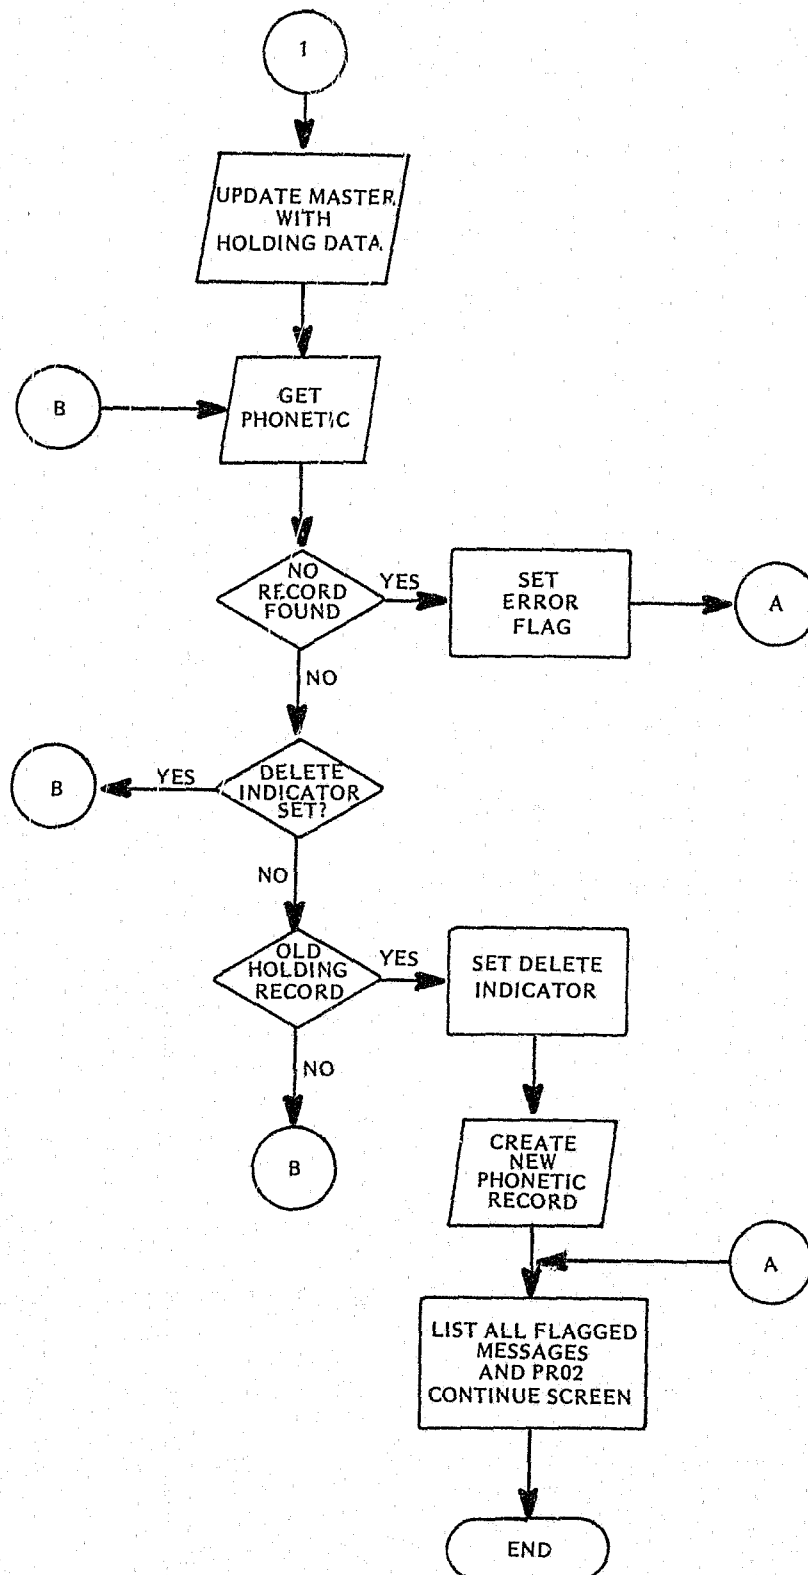 1
UPDATE MASTER
WITH
HOLDING DATA
GET
PHONETIC
B
NO
RECORD
FOUND
YES
SET
ERROR
FLAG
A
NO
DELETE
INDICATOR
SET?
YES
B
NO
OLD
HOLDING
RECORD
YES
SET DELETE
INDICATOR
NO
B
CREATE
NEW
PHONETIC
RECORD
A
LIST ALL FLAGGED
MESSAGES
AND PR02
CONTINUE SCREEN
END